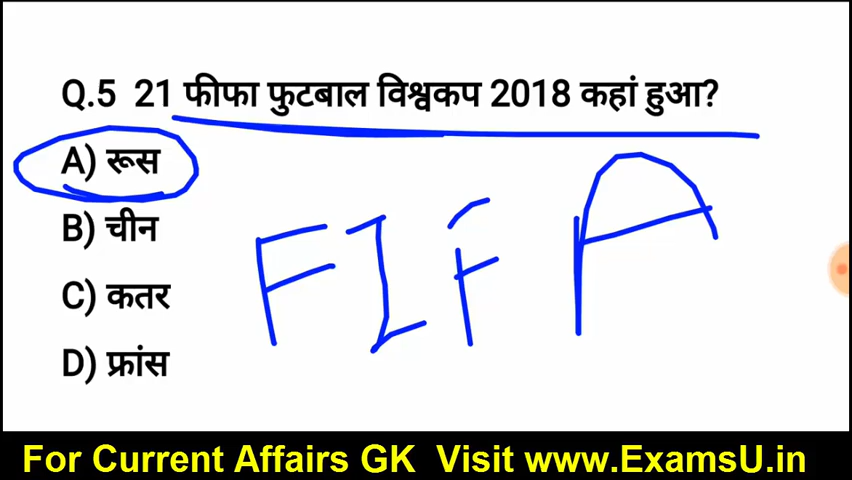 Q.5 21 फीफा फुटबाल विश्वकप 2018 कहां हुआ?
A) रूस
B) चीन
C) कतर
D) फ्रांस
FIFA
For Current Affairs GK Visit www.ExamsU.in